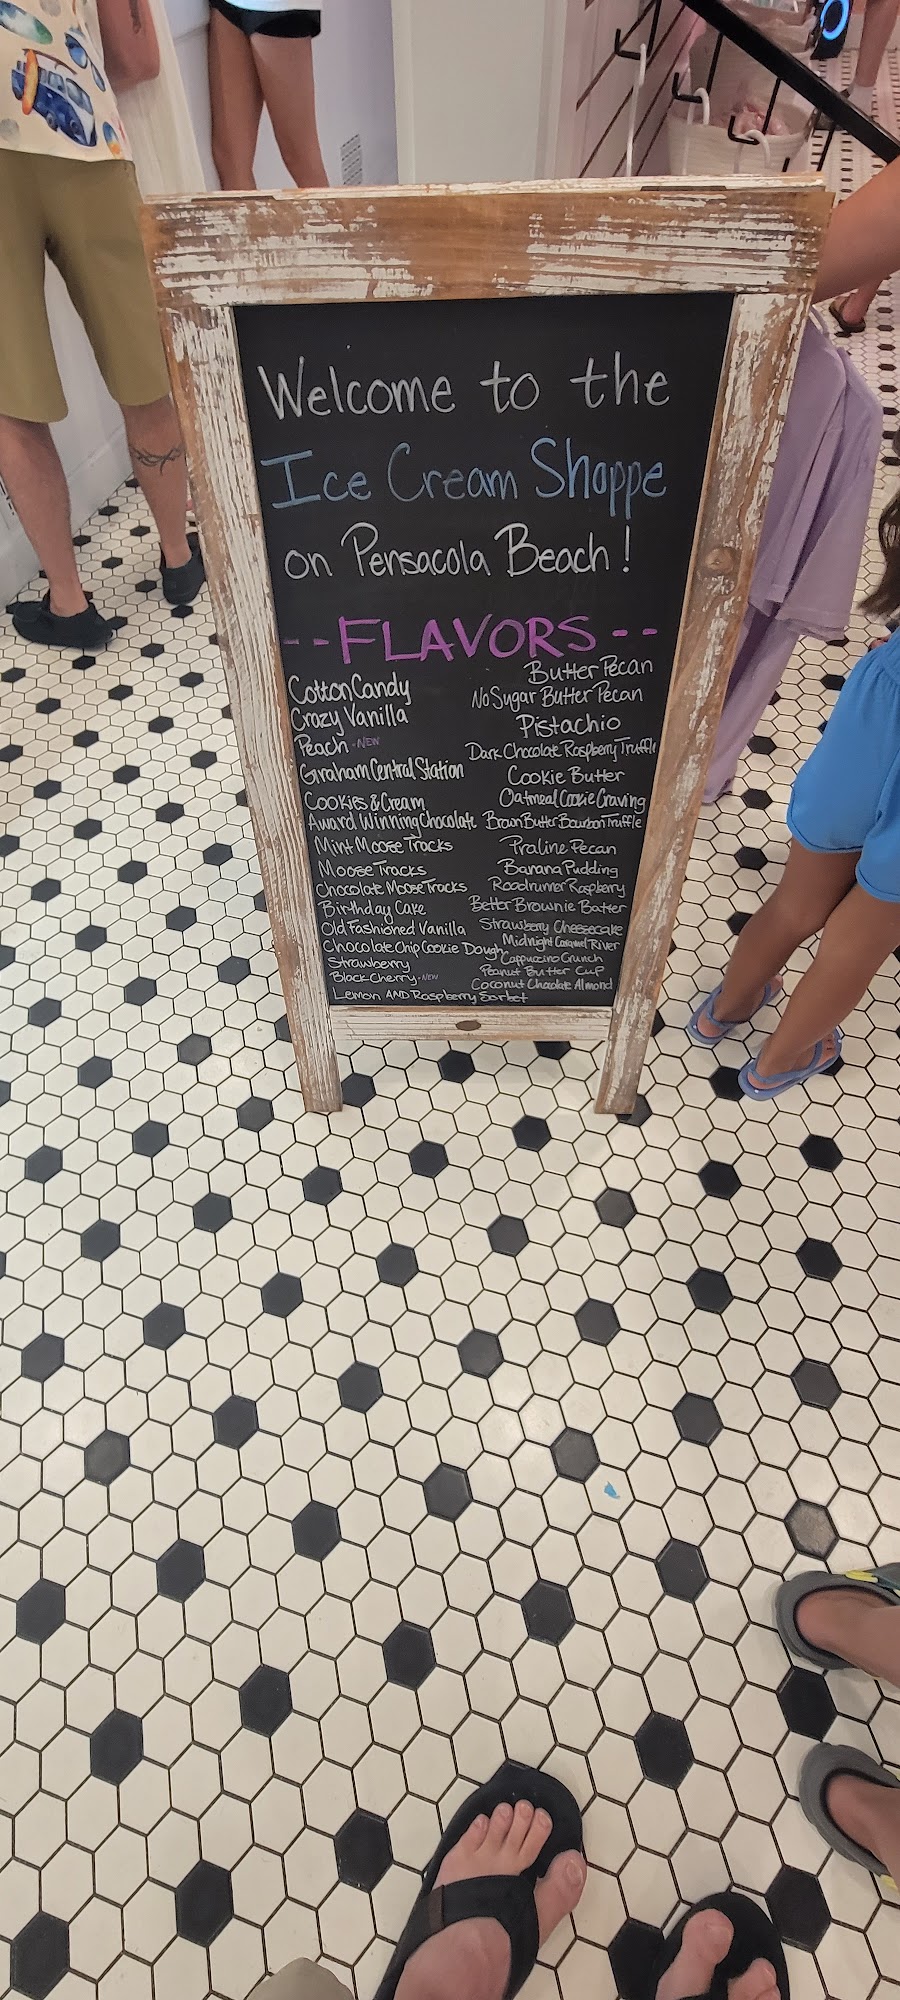 Welcome to the
Ice Cream Shoppe
on Pensacola Beach!
--FLAVORS--
Cotton Candy
Crazy Vanilla
Peach -NEW
Graham Central Station
Cookies & Cream
Award Winning Chocolate
Mint Moose Tracks
Moose Tracks
Chocolate Moose Tracks
Birthday Cake
Old Fashioned Vanilla
Chocolate Chip Cookie Dough
Strawberry
Black Cherry -NEW
Lemon AND Raspberry Sorbet
Butter Pecan
No Sugar Butter Pecan
Pistachio
Dark Chocolate Raspberry Truffle
Cookie Butter
Oatmeal Cookie Craving
Brown Butter Bourbon Truffle
Praline Pecan
Banana Pudding
Roadrunner Raspberry
Better Brownie Batter
Strawberry Cheesecake
Midnight Caramel River
Cappuccino Crunch
Peanut Butter Cup
Coconut Chocolate Almond